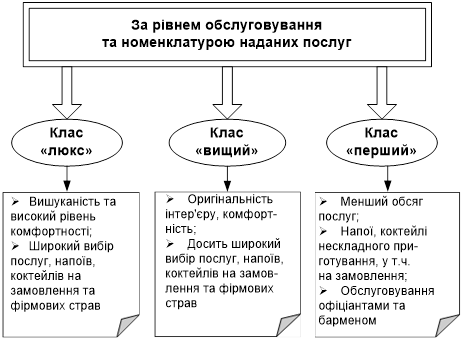 За рівнем обслуговування
та номенклатурою наданих послуг
Клас
«люкс»
Клас
«вищий»
Клас
«перший»
➢ Вишуканість та
високий рівень
комфортності;
➢ Широкий вибір
послуг, напоїв,
коктейлів на
замовлення та
фірмових страв
➢ Оригінальність
інтер'єру, комфорт-
ність;
➢ Досить широкий
вибір послуг, напоїв,
коктейлів на замов-
лення та фірмових
страв
➢ Менший обсяг
послуг;
➢ Напої, коктейлі
нескладного при-
готування, у т.ч.
на замовлення;
➢ Обслуговування
офіціантами та
барменом